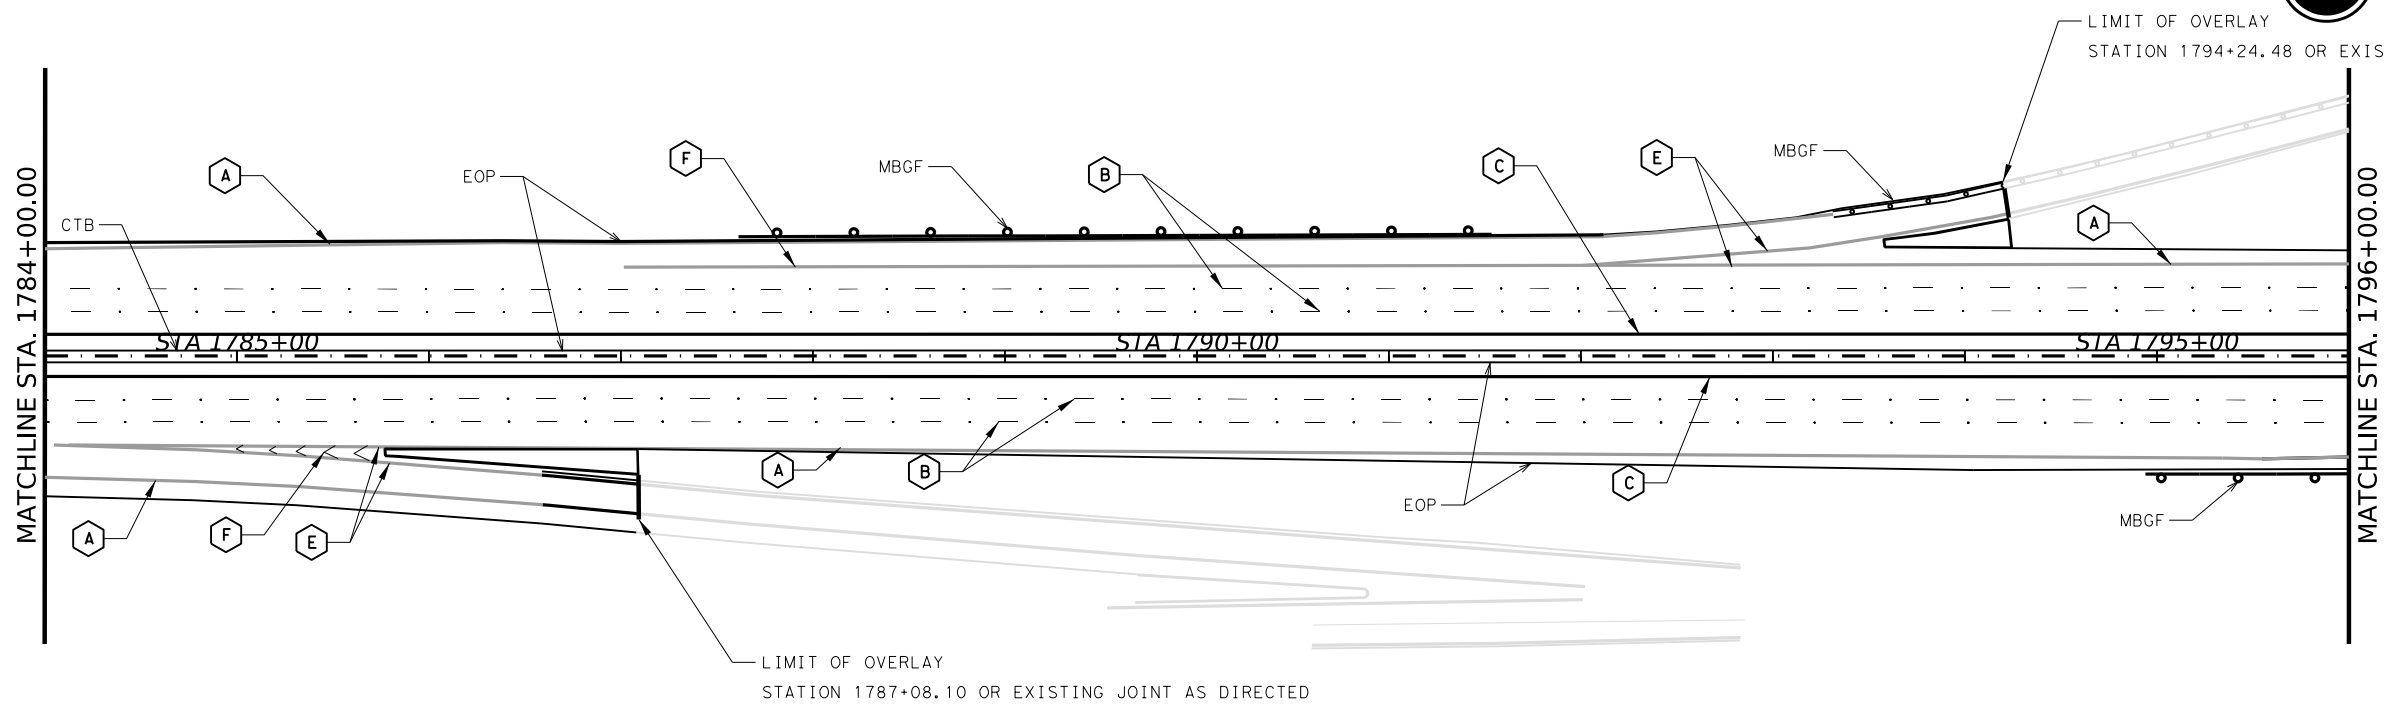 LIMIT OF OVERLAY
STATION 1794+24.48 OR EXIS
F
E
MBGF
A
EOP
MBGF
B
C
A
CTB
MATCHLINE STA. 1784+00.00
MATCHLINE STA. 1796+00.00
STA 1785+00
STA 1790+00
STA 1795+00
A
B
C
EOP
A
F
E
MBGF
LIMIT OF OVERLAY
STATION 1787+08.10 OR EXISTING JOINT AS DIRECTED